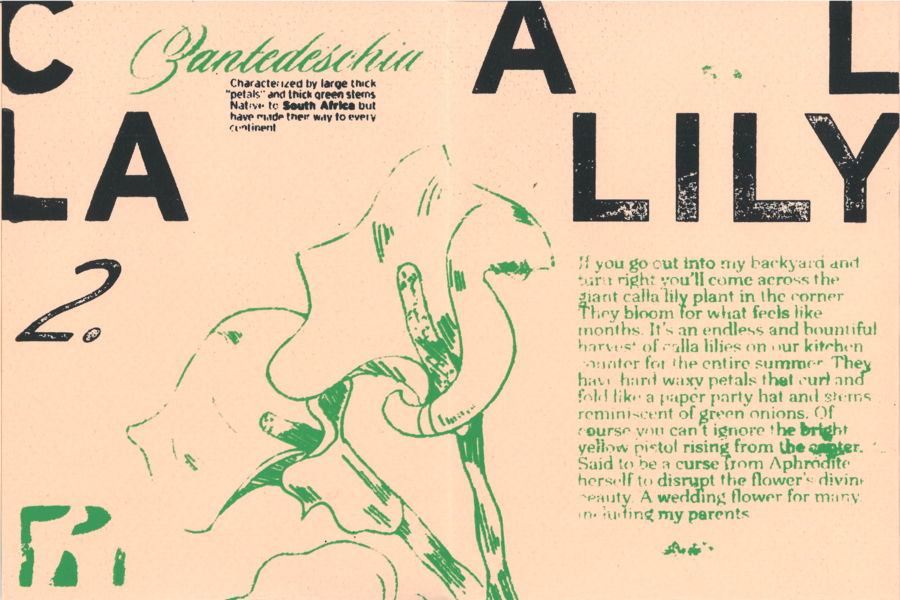 C A L
LA LILY
Zantedeschia
Characterized by large thick
"petals" and thick green stems
Native to South Africa but
have made their way to every
continent
2.
If you go out into my backyard and
turn right you'll come across the
giant calla lily plant in the corner
They bloom for what feels like
months. It's an endless and bountiful
harvest of calla lilies on our kitchen
counter for the entire summer. They
have hard waxy petals that curl and
fold like a paper party hat and stems
reminiscent of green onions. Of
course you can't ignore the bright
yellow pistol rising from the center.
Said to be a curse from Aphrodite
herself to disrupt the flower's divine
beauty. A wedding flower for many
including my parents